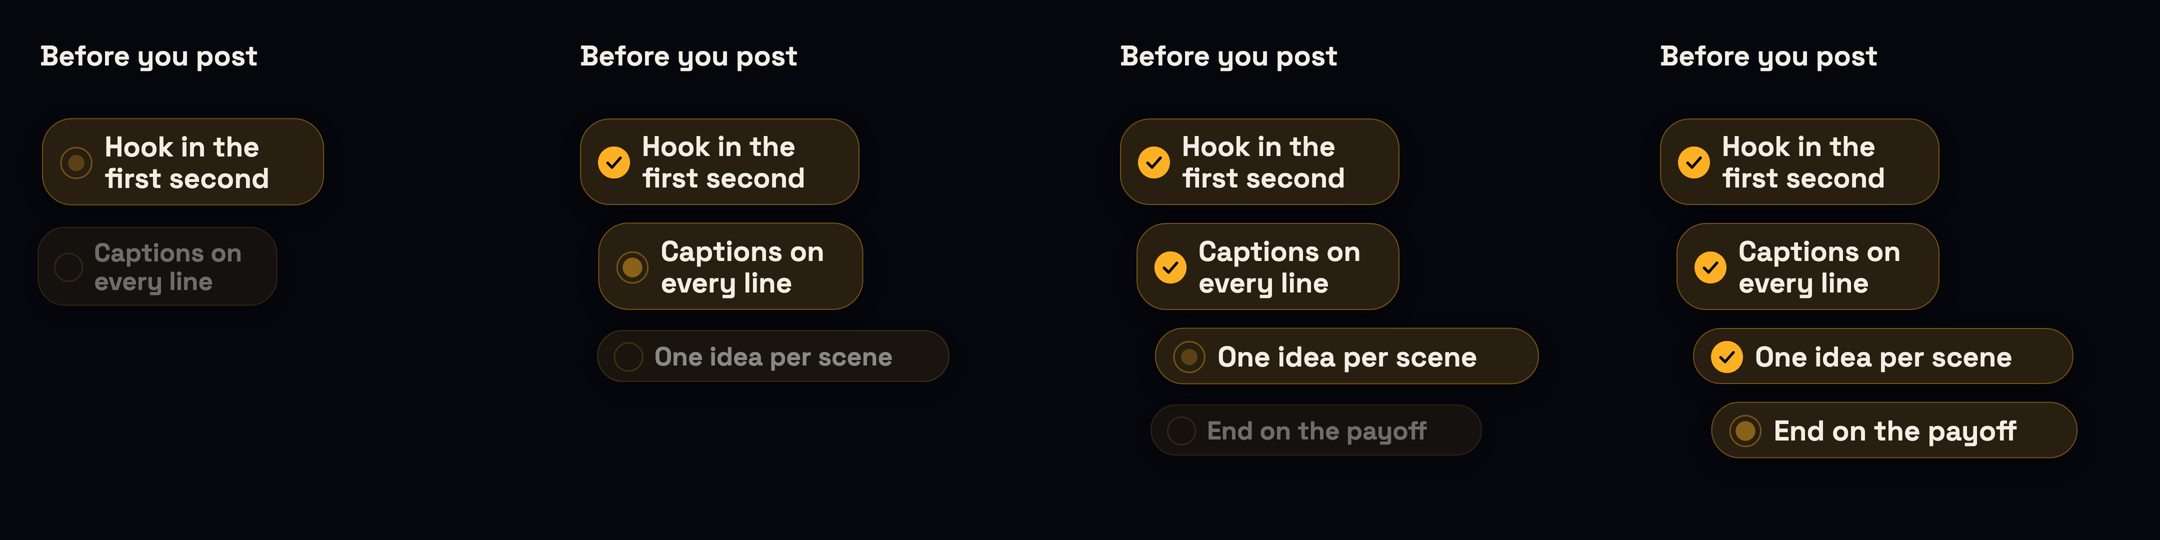 Before you post
Hook in the
first second
Captions on
every line
Before you post
Hook in the
first second
Captions on
every line
One idea per scene
Before you post
Hook in the
first second
Captions on
every line
One idea per scene
End on the payoff
Before you post
Hook in the
first second
Captions on
every line
One idea per scene
End on the payoff